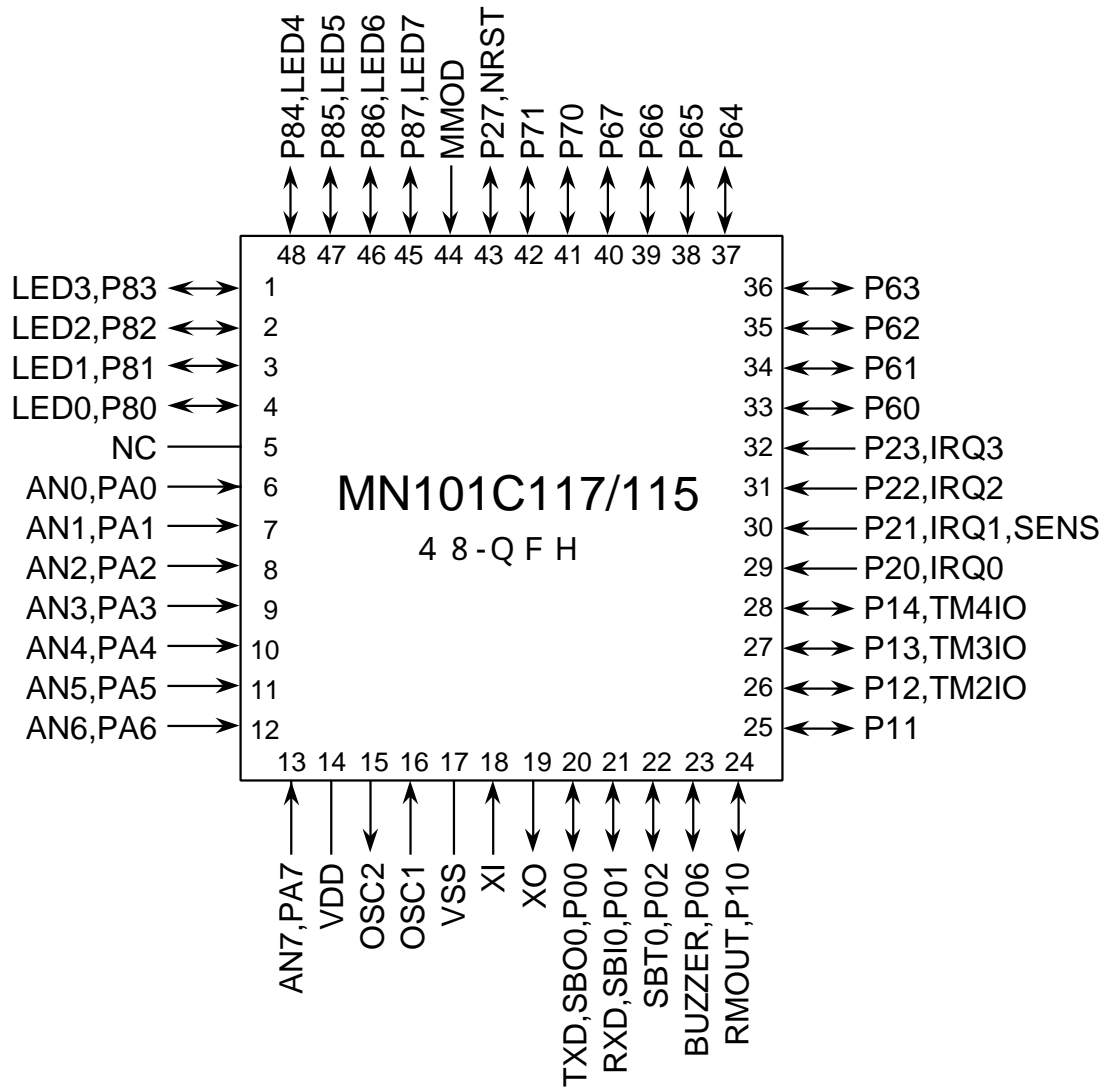 P84,LED4
P85,LED5
P86,LED6
P87,LED7
MMOD
P27,NRST
P71
P70
P67
P66
P65
P64
48 47 46 45 44 43 42 41 40 39 38 37
LED3,P83 1 36 P63
LED2,P82 2 35 P62
LED1,P81 3 34 P61
LED0,P80 4 33 P60
NC 5 32 P23,IRQ3
AN0,PA0 6 31 P22,IRQ2
MN101C117/115
AN1,PA1 7 30 P21,IRQ1,SENS
48-QFH
AN2,PA2 8 29 P20,IRQ0
AN3,PA3 9 28 P14,TM4IO
AN4,PA4 10 27 P13,TM3IO
AN5,PA5 11 26 P12,TM2IO
AN6,PA6 12 25 P11
13 14 15 16 17 18 19 20 21 22 23 24
AN7,PA7
VDD
OSC2
OSC1
VSS
XI
XO
TXD,SBO0,P00
RXD,SBI0,P01
SBT0,P02
BUZZER,P06
RMOUT,P10